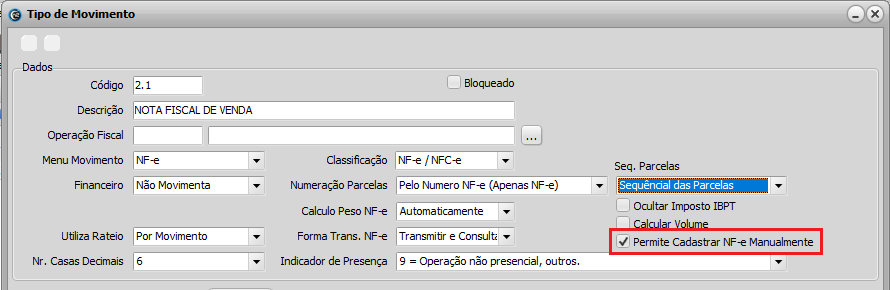 Tipo de Movimento
Dados
Código 2.1 Bloqueado
Descrição NOTA FISCAL DE VENDA
Operação Fiscal ...
Menu Movimento NF-e Classificação NF-e / NFC-e Seq. Parcelas
Financeiro Não Movimenta Numeração Parcelas Pelo Numero NF-e (Apenas NF-e) Sequêncial das Parcelas
Ocultar Imposto IBPT
Calculo Peso NF-e Automaticamente
Calcular Volume
Utiliza Rateio Por Movimento Forma Trans. NF-e Transmitir e Consulta
Permite Cadastrar NF-e Manualmente
Nr. Casas Decimais 6 Indicador de Presença 9 = Operação não presencial, outros.